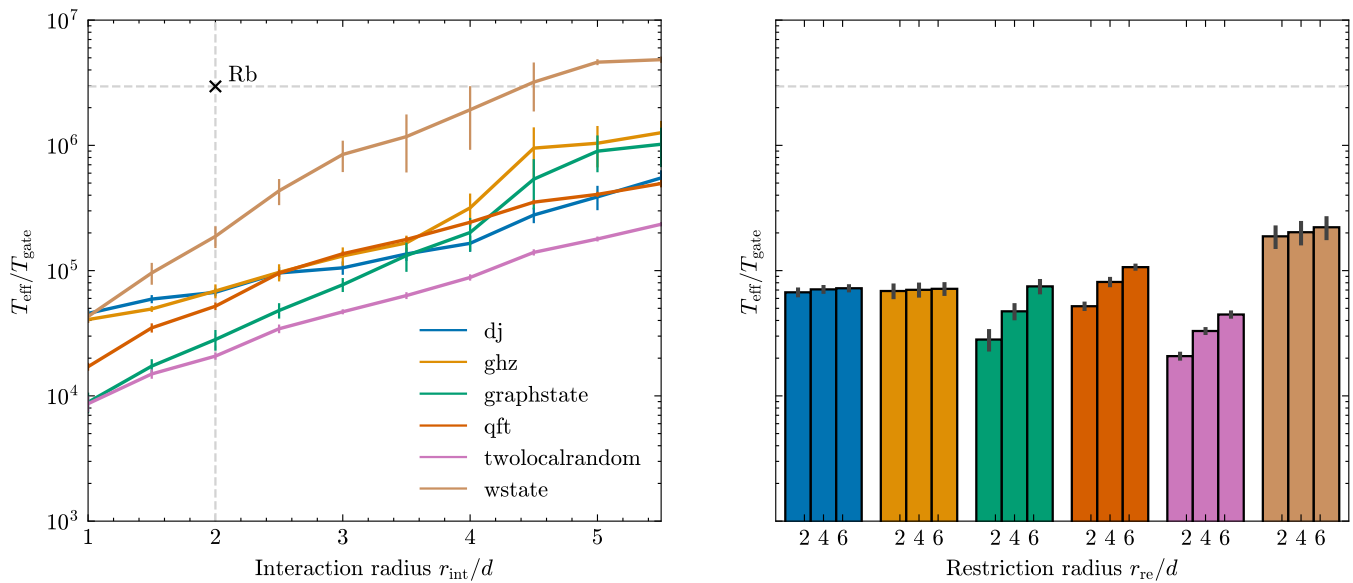 10^7
10^6
10^5
10^4
10^3
T_eff/T_gate
Rb
dj
ghz
graphstate
qft
twolocalrandom
wstate
1 2 3 4 5
Interaction radius r_int/d
T_eff/T_gate
2 4 6 2 4 6 2 4 6 2 4 6 2 4 6 2 4 6
Restriction radius r_re/d